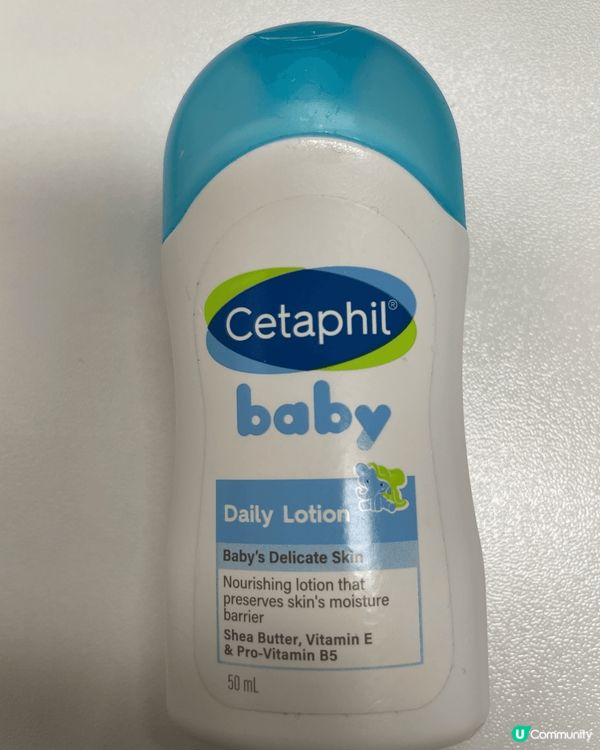 Cetaphil®
baby
Daily Lotion
Baby's Delicate Skin
Nourishing lotion that
preserves skin's moisture
barrier
Shea Butter, Vitamin E
& Pro-Vitamin B5
50 mL
U Community